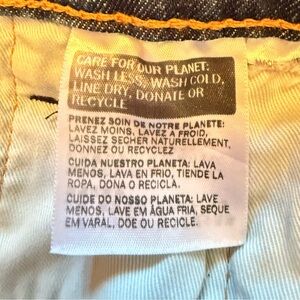 CARE FOR OUR PLANET:
WASH LESS, WASH COLD,
LINE DRY, DONATE OR
RECYCLE
PRENEZ SOIN DE NOTRE PLANETE:
LAVEZ MOINS, LAVEZ A FROID,
LAISSEZ SECHER NATURELLEMENT,
DONNEZ OU RECYCLEZ
CUIDA NUESTRO PLANETA: LAVA
MENOS, LAVA EN FRIO, TIENDE LA
ROPA, DONA O RECICLA.
CUIDE DO NOSSO PLANETA: LAVE
MENOS, LAVE EM ÁGUA FRIA, SEQUE
EM VARAL, DOE OU RECICLE.
MADE